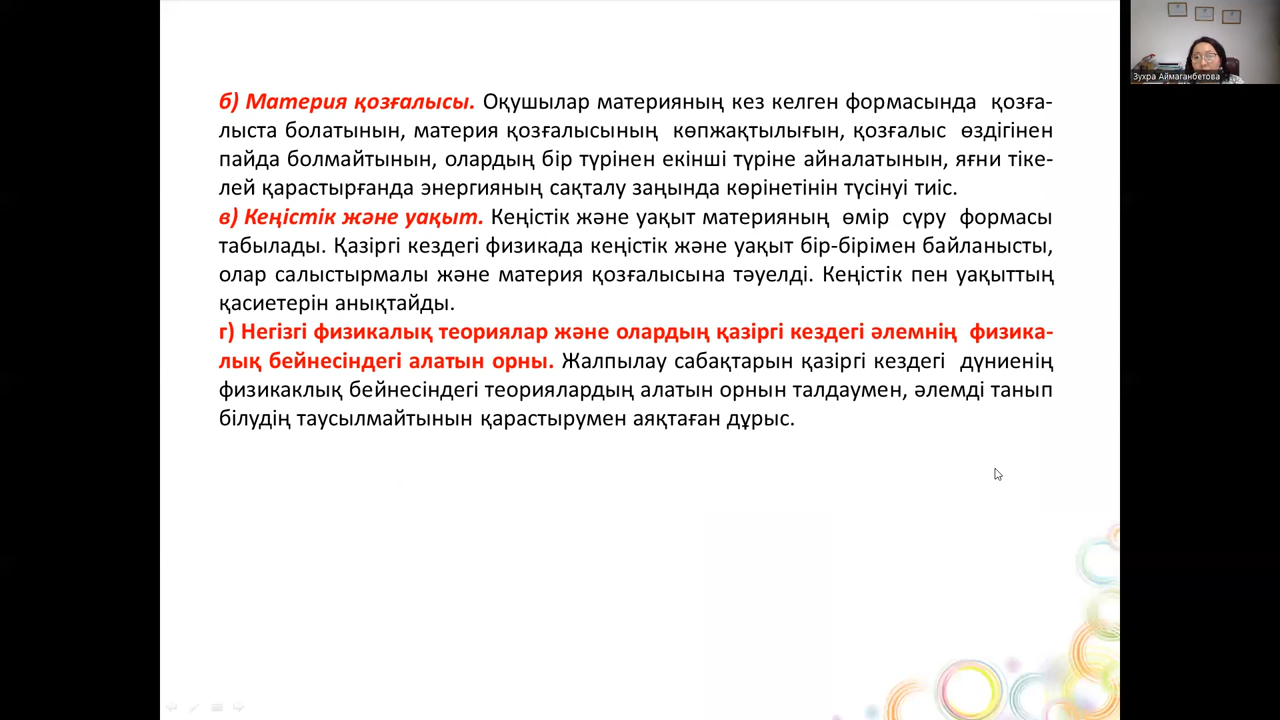 б) Материя қозғалысы. Оқушылар материяның кез келген формасында қозға-
лыста болатынын, материя қозғалысының көпжақтылығын, қозғалыс өздігінен
пайда болмайтынын, олардың бір түрінен екінші түріне айналатынын, яғни тіке-
лей қарастырғанда энергияның сақталу заңында көрінетінін түсінуі тиіс.
в) Кеңістік және уақыт. Кеңістік және уақыт материяның өмір сүру формасы
табылады. Қазіргі кездегі физикада кеңістік және уақыт бір-бірімен байланысты,
олар салыстырмалы және материя қозғалысына тәуелді. Кеңістік пен уақыттың
қасиетерін анықтайды.
г) Негізгі физикалық теориялар және олардың қазіргі кездегі әлемнің физика-
лық бейнесіндегі алатын орны. Жалпылау сабақтарын қазіргі кездегі дүниенің
физикаклық бейнесіндегі теориялардың алатын орнын талдаумен, әлемді танып
білудің таусылмайтынын қарастырумен аяқтаған дұрыс.
Зухра Аймаганбетова